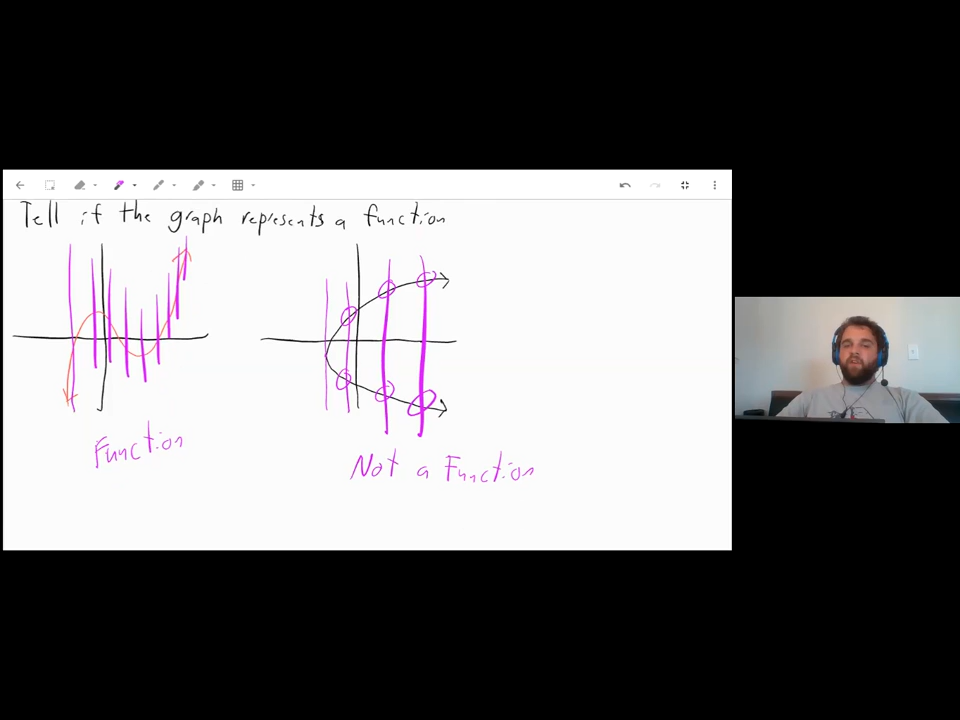 Tell if the graph represents a function
Function
Not a Function